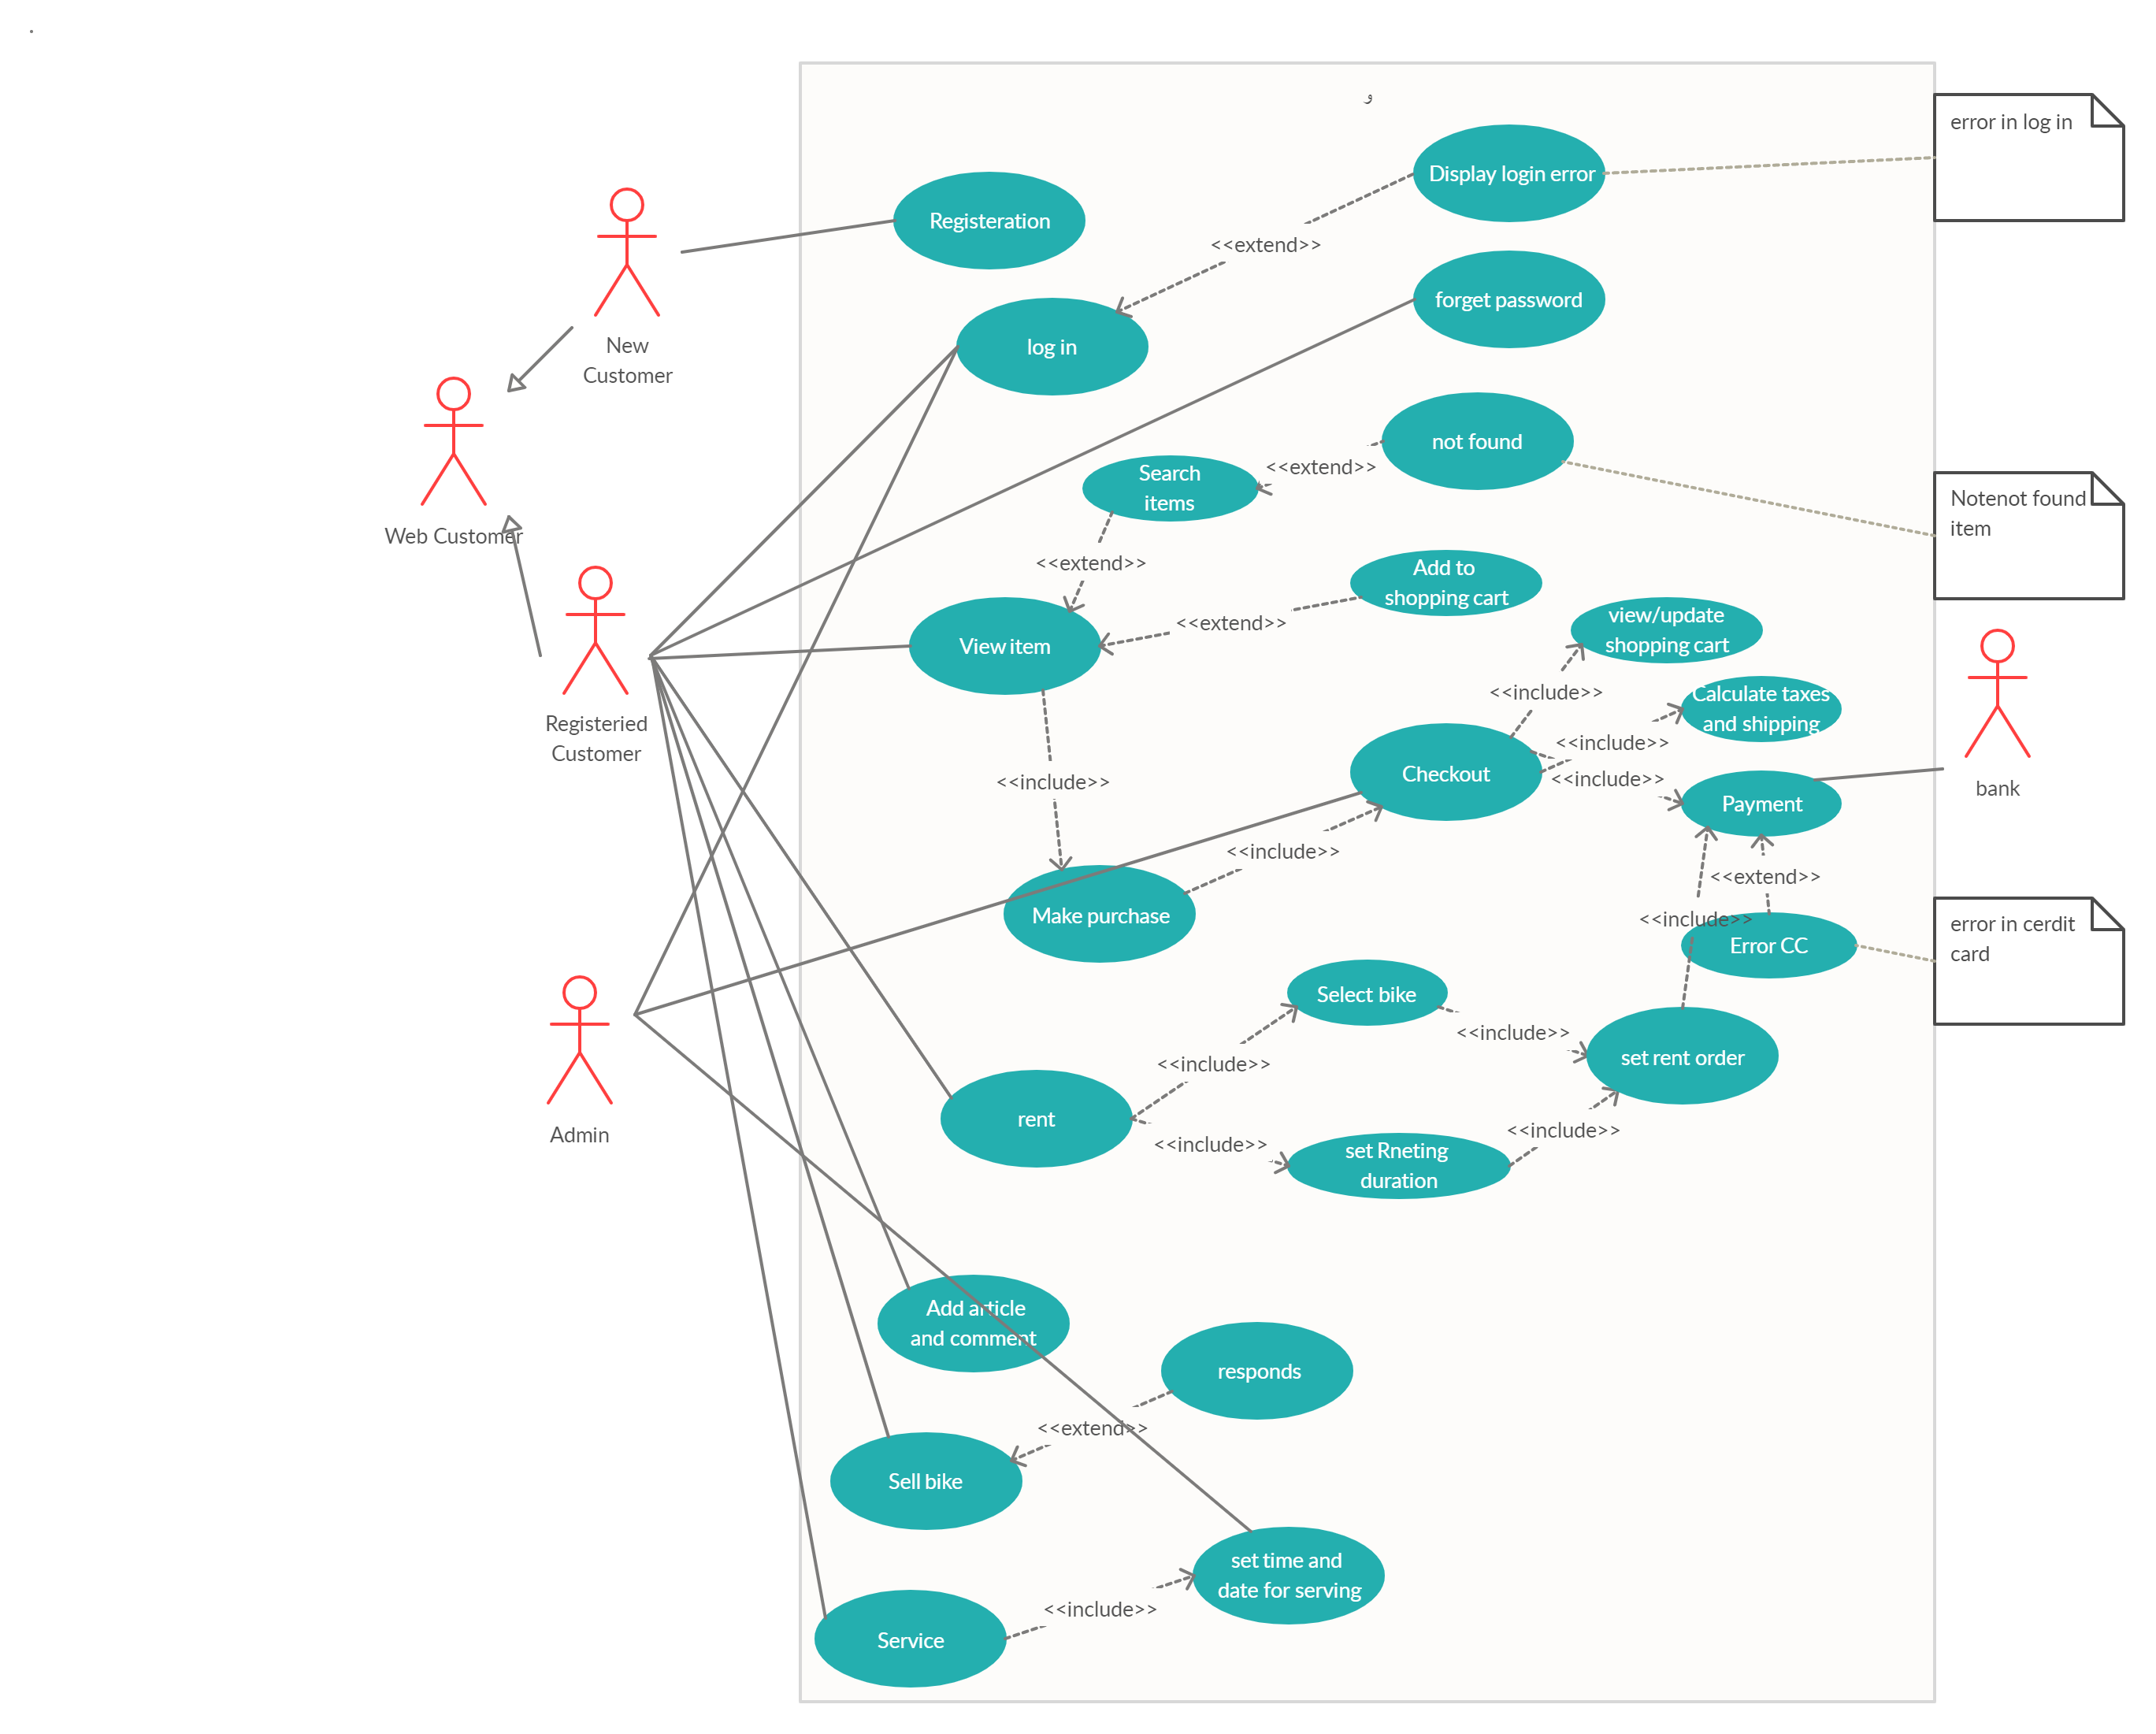 .
و
error in log in
Display login error
Registeration
<<extend>>
forget password
New
Customer
log in
not found
<<extend>>
Search
items
Notenot found
item
Web Customer
<<extend>>
Add to
shopping cart
<<extend>>
view/update
shopping cart
View item
<<include>>
Calculate taxes
and shipping
Registeried
Customer
<<include>>
Checkout
<<include>>
<<include>>
bank
Payment
<<include>>
<<extend>>
Make purchase
<<include>>
error in cerdit
card
Error CC
Select bike
<<include>>
set rent order
<<include>>
rent
Admin
<<include>>
<<include>>
set Rneting
duration
Add article
and comment
responds
<<extend>>
Sell bike
set time and
date for serving
<<include>>
Service